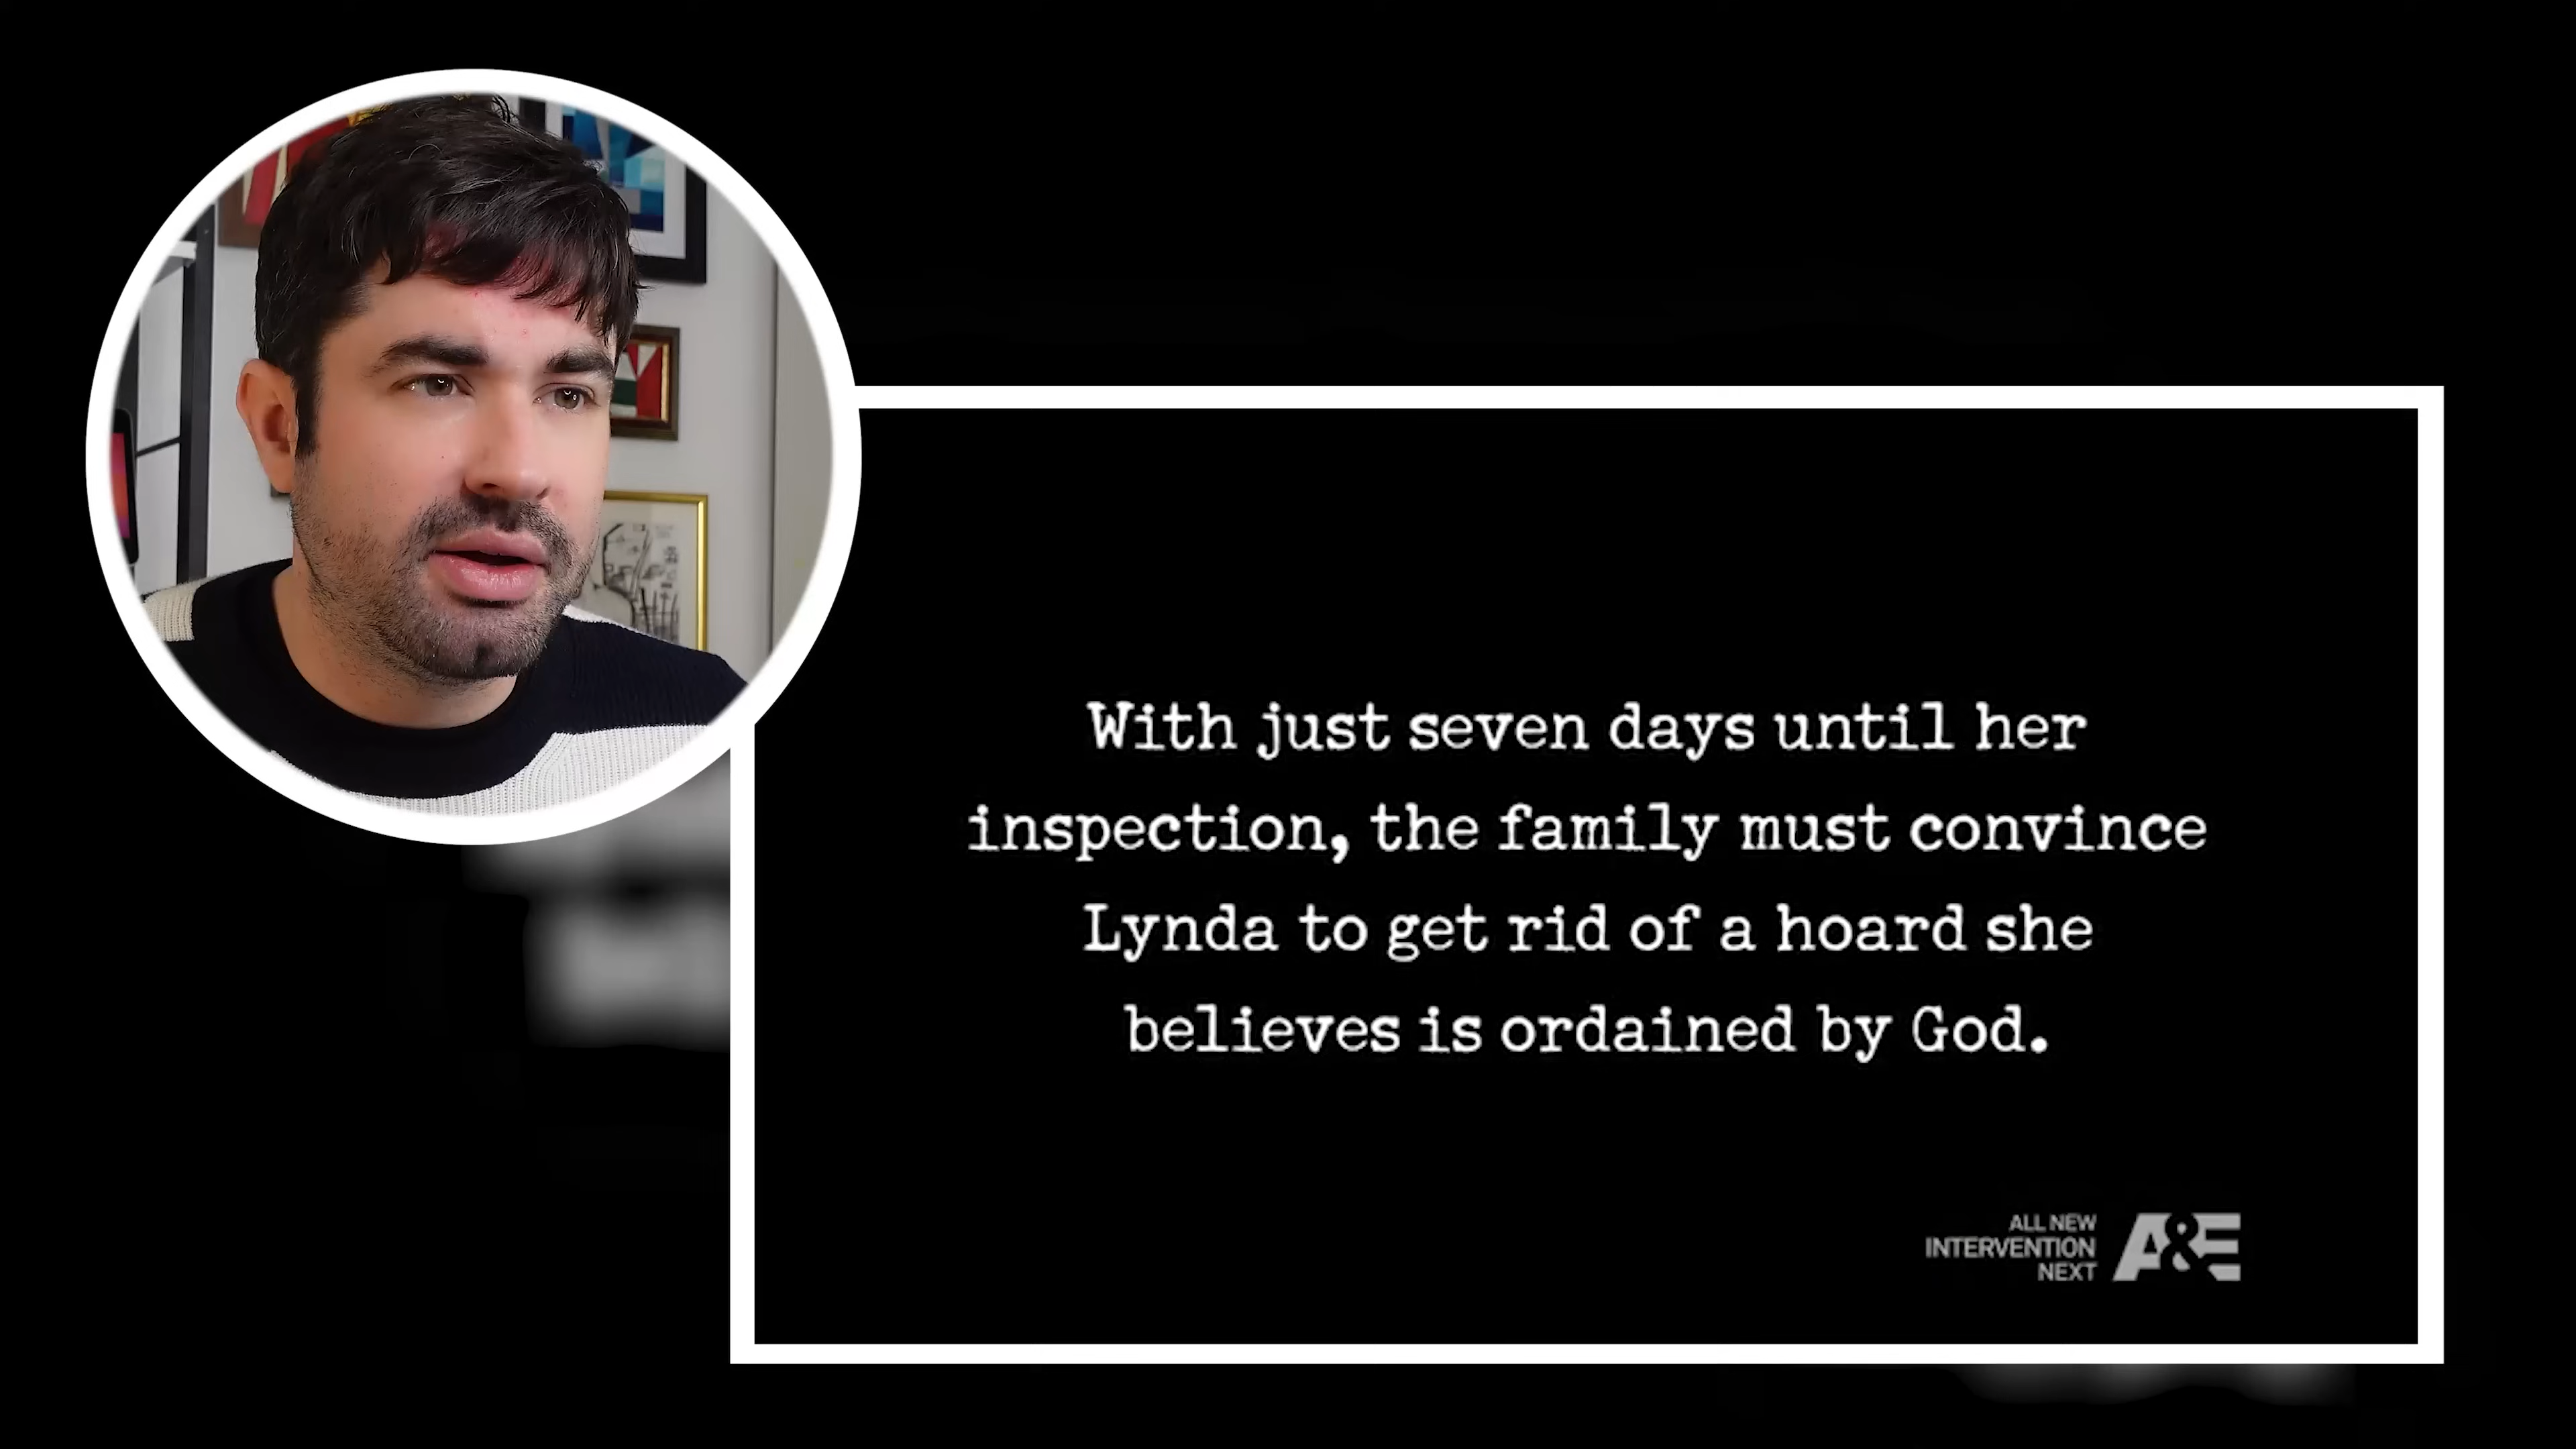 With just seven days until her
inspection, the family must convince
Lynda to get rid of a hoard she
believes is ordained by God.
ALL NEW
INTERVENTION
NEXT
A&E